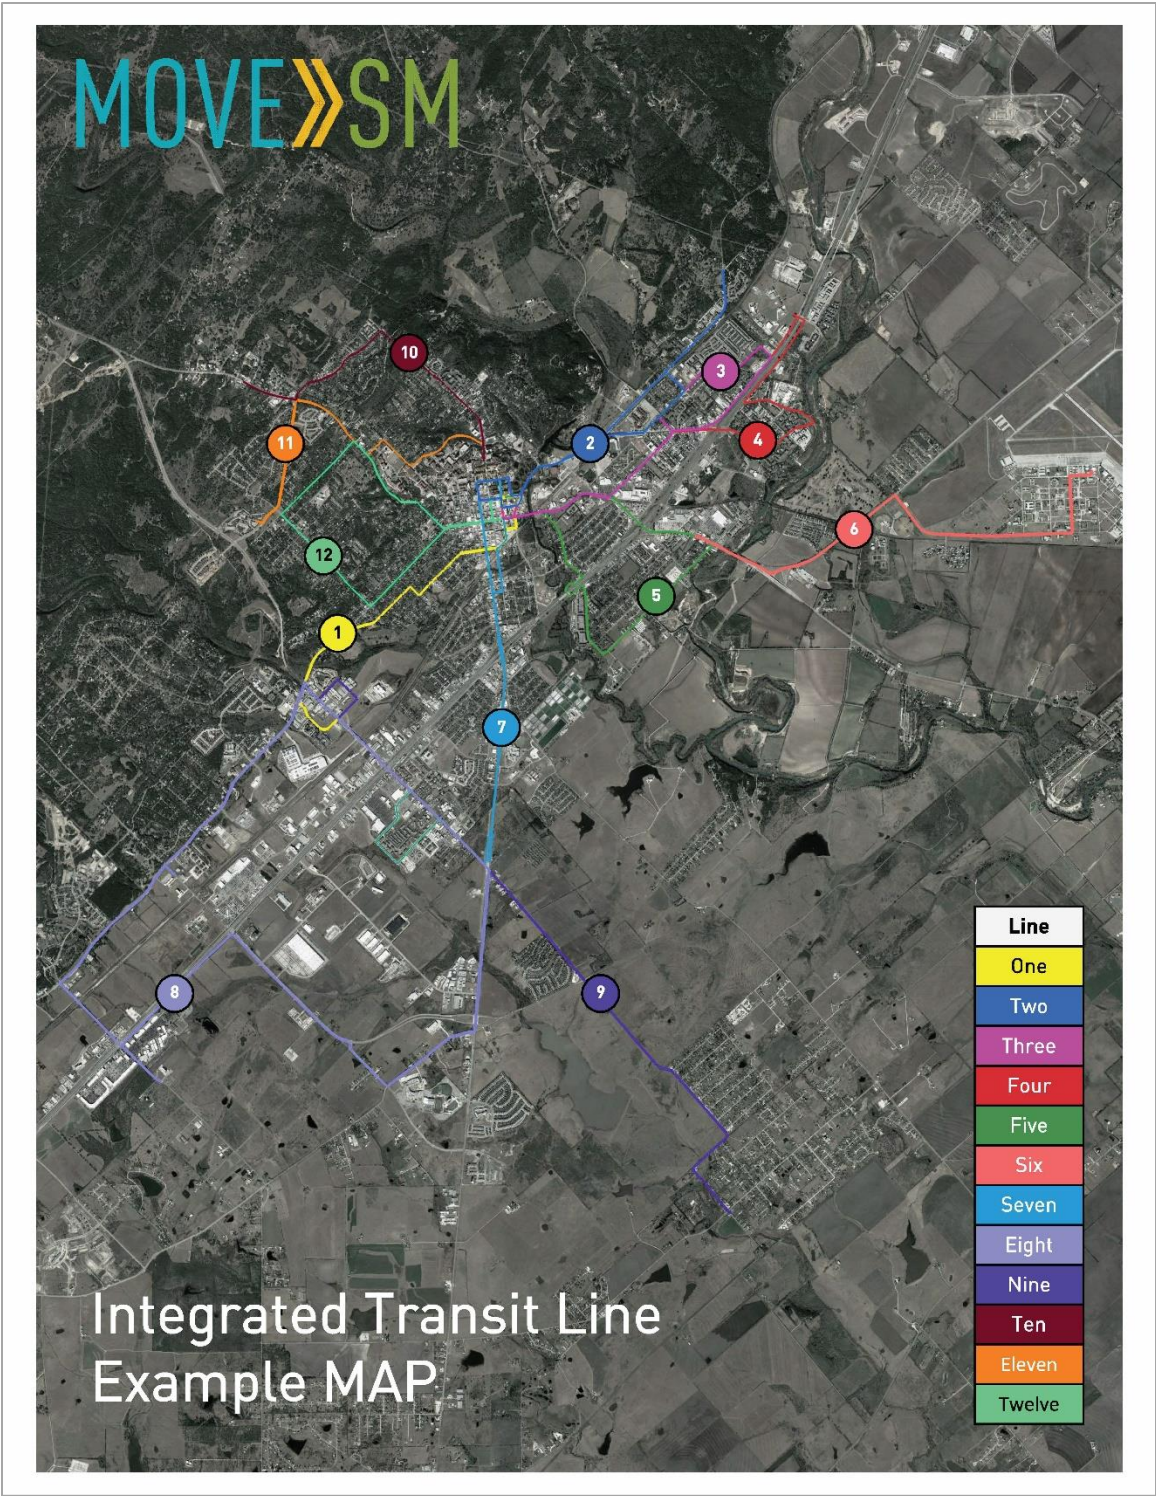 MOVE»SM
10
3
11
2
4
6
12
5
1
7
8
9
Line
One
Two
Three
Four
Five
Six
Seven
Eight
Nine
Ten
Eleven
Twelve
Integrated Transit Line
Example MAP